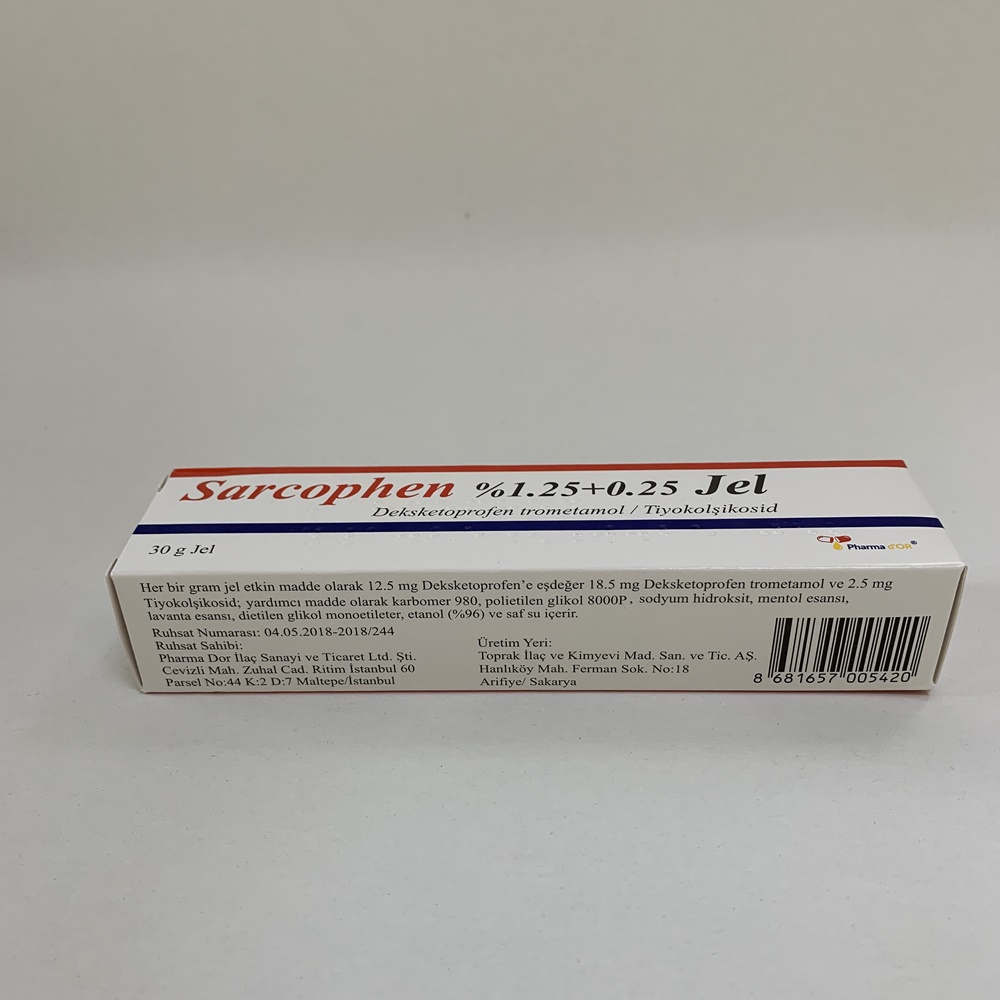 Sarcophen %1.25+0.25 Jel
Deksketoprofen trometamol / Tiyokolşikosid
30 g Jel
Pharma d'OR®
Her bir gram jel etkin madde olarak 12.5 mg Deksketoprofen'e eşdeğer 18.5 mg Deksketoprofen trometamol ve 2.5 mg
Tiyokolşikosid; yardımcı madde olarak karbomer 980, polietilen glikol 8000P, sodyum hidroksit, mentol esansı,
lavanta esansı, dietilen glikol monoetileter, etanol (%96) ve saf su içerir.
Ruhsat Numarası: 04.05.2018-2018/244
Ruhsat Sahibi:
Pharma Dor İlaç Sanayi ve Ticaret Ltd. Şti.
Cevizli Mah. Zuhal Cad. Ritim İstanbul 60
Parsel No:44 K:2 D:7 Maltepe/İstanbul
Üretim Yeri:
Toprak İlaç ve Kimyevi Mad. San. ve Tic. AŞ.
Hanlıköy Mah. Ferman Sok. No:18
Arifiye/ Sakarya
8 681657 005420